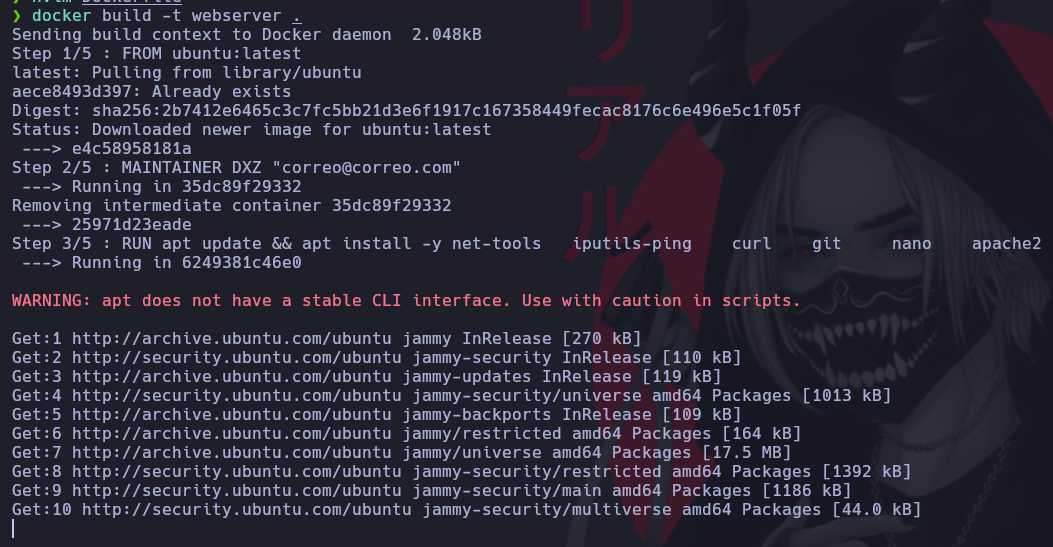 ❯ nvim Dockerfile
❯ docker build -t webserver .
Sending build context to Docker daemon  2.048kB
Step 1/5 : FROM ubuntu:latest
latest: Pulling from library/ubuntu
aece8493d397: Already exists
Digest: sha256:2b7412e6465c3c7fc5bb21d3e6f1917c167358449fecac8176c6e496e5c1f05f
Status: Downloaded newer image for ubuntu:latest
 ---> e4c58958181a
Step 2/5 : MAINTAINER DXZ "correo@correo.com"
 ---> Running in 35dc89f29332
Removing intermediate container 35dc89f29332
 ---> 25971d23eade
Step 3/5 : RUN apt update && apt install -y net-tools   iputils-ping    curl    git     nano    apache2
 ---> Running in 6249381c46e0
WARNING: apt does not have a stable CLI interface. Use with caution in scripts.
Get:1 http://archive.ubuntu.com/ubuntu jammy InRelease [270 kB]
Get:2 http://security.ubuntu.com/ubuntu jammy-security InRelease [110 kB]
Get:3 http://archive.ubuntu.com/ubuntu jammy-updates InRelease [119 kB]
Get:4 http://security.ubuntu.com/ubuntu jammy-security/universe amd64 Packages [1013 kB]
Get:5 http://archive.ubuntu.com/ubuntu jammy-backports InRelease [109 kB]
Get:6 http://archive.ubuntu.com/ubuntu jammy/restricted amd64 Packages [164 kB]
Get:7 http://archive.ubuntu.com/ubuntu jammy/universe amd64 Packages [17.5 MB]
Get:8 http://security.ubuntu.com/ubuntu jammy-security/restricted amd64 Packages [1392 kB]
Get:9 http://security.ubuntu.com/ubuntu jammy-security/main amd64 Packages [1186 kB]
Get:10 http://security.ubuntu.com/ubuntu jammy-security/multiverse amd64 Packages [44.0 kB]
リアル